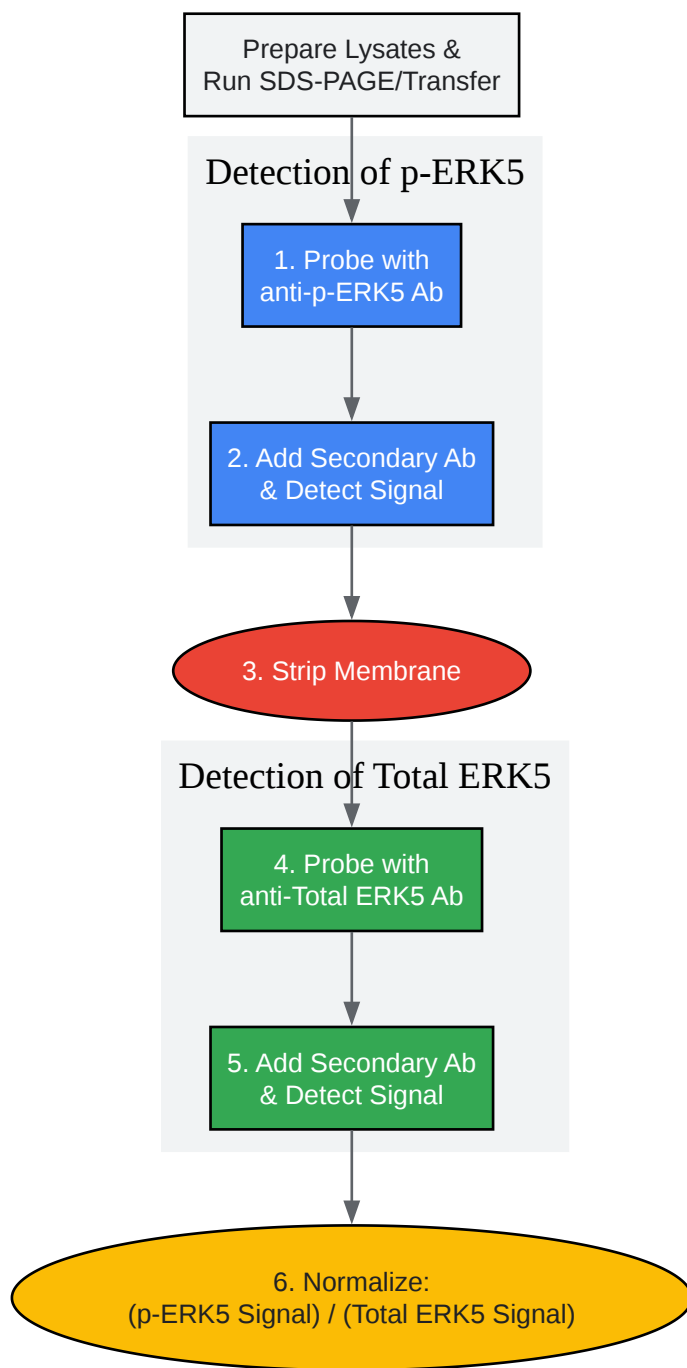 Prepare Lysates &
Run SDS-PAGE/Transfer
Detection of p-ERK5
1. Probe with
anti-p-ERK5 Ab
2. Add Secondary Ab
& Detect Signal
3. Strip Membrane
Detection of Total ERK5
4. Probe with
anti-Total ERK5 Ab
5. Add Secondary Ab
& Detect Signal
6. Normalize:
(p-ERK5 Signal) / (Total ERK5 Signal)